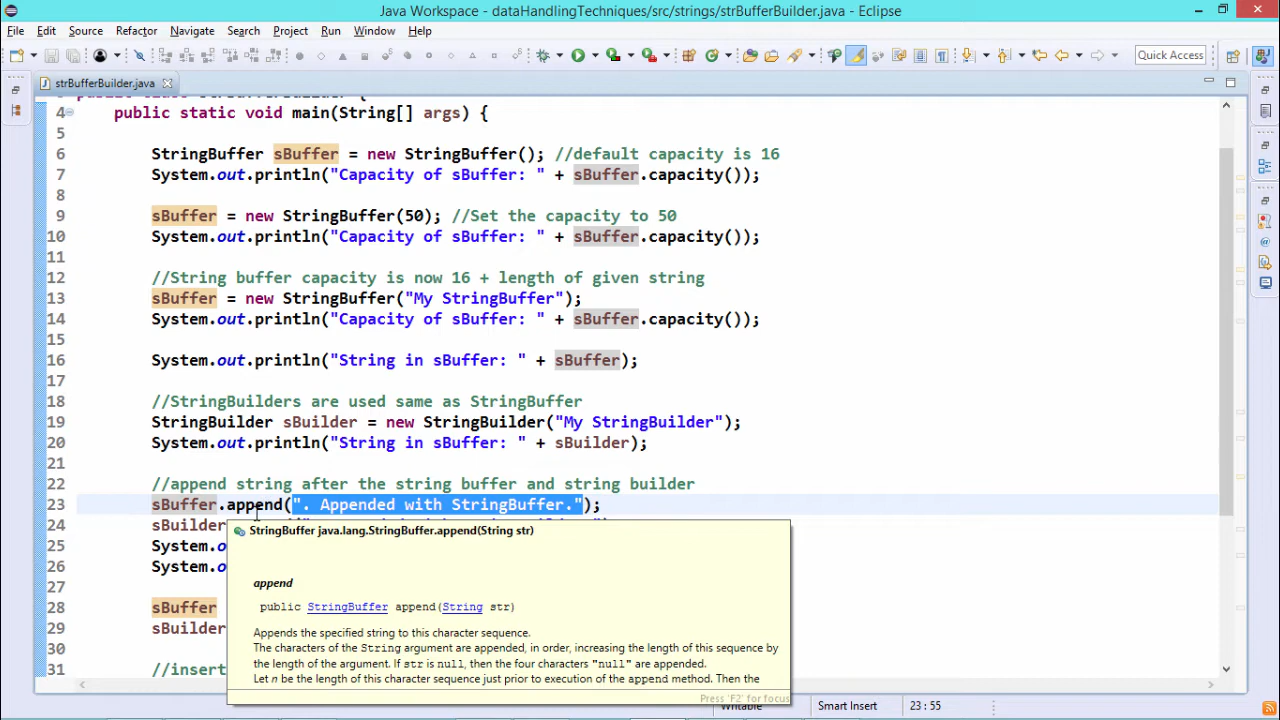 Java Workspace - dataHandlingTechniques/src/strings/strBufferBuilder.java - Eclipse
File Edit Source Refactor Navigate Search Project Run Window Help
Quick Access
strBufferBuilder.java
4 public static void main(String[] args) {
5
6 StringBuffer sBuffer = new StringBuffer(); //default capacity is 16
7 System.out.println("Capacity of sBuffer: " + sBuffer.capacity());
8
9 sBuffer = new StringBuffer(50); //Set the capacity to 50
10 System.out.println("Capacity of sBuffer: " + sBuffer.capacity());
11
12 //String buffer capacity is now 16 + length of given string
13 sBuffer = new StringBuffer("My StringBuffer");
14 System.out.println("Capacity of sBuffer: " + sBuffer.capacity());
15
16 System.out.println("String in sBuffer: " + sBuffer);
17
18 //StringBuilders are used same as StringBuffer
19 StringBuilder sBuilder = new StringBuilder("My StringBuilder");
20 System.out.println("String in sBuffer: " + sBuilder);
21
22 //append string after the string buffer and string builder
23 sBuffer.append(". Appended with StringBuffer.");
24 sBuilder
25 System.o
26 System.o
27
28 sBuffer
29 sBuilder
30
31 //insert
StringBuffer java.lang.StringBuffer.append(String str)
append
public StringBuffer append(String str)
Appends the specified string to this character sequence.
The characters of the String argument are appended, in order, increasing the length of this sequence by
the length of the argument. If str is null, then the four characters "null" are appended.
Let n be the length of this character sequence just prior to execution of the append method. Then the
Press 'F2' for focus
Writable Smart Insert 23 : 55